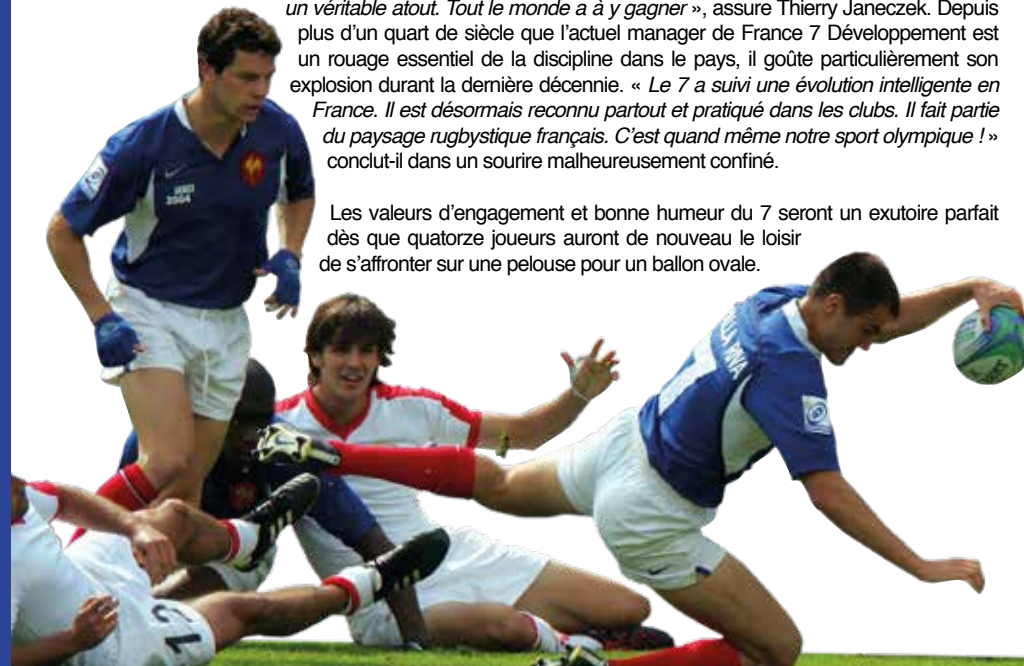 un véritable atout. Tout le monde a à y gagner », assure Thierry Janeczek. Depuis
plus d’un quart de siècle que l’actuel manager de France 7 Développement est
un rouage essentiel de la discipline dans le pays, il goûte particulièrement son
explosion durant la dernière décennie. « Le 7 a suivi une évolution intelligente en
France. Il est désormais reconnu partout et pratiqué dans les clubs. Il fait partie
du paysage rugbystique français. C’est quand même notre sport olympique ! »
conclut-il dans un sourire malheureusement confiné.
Les valeurs d’engagement et bonne humeur du 7 seront un exutoire parfait
dès que quatorze joueurs auront de nouveau le loisir
de s’affronter sur une pelouse pour un ballon ovale.
2004
LLA RIVA
12